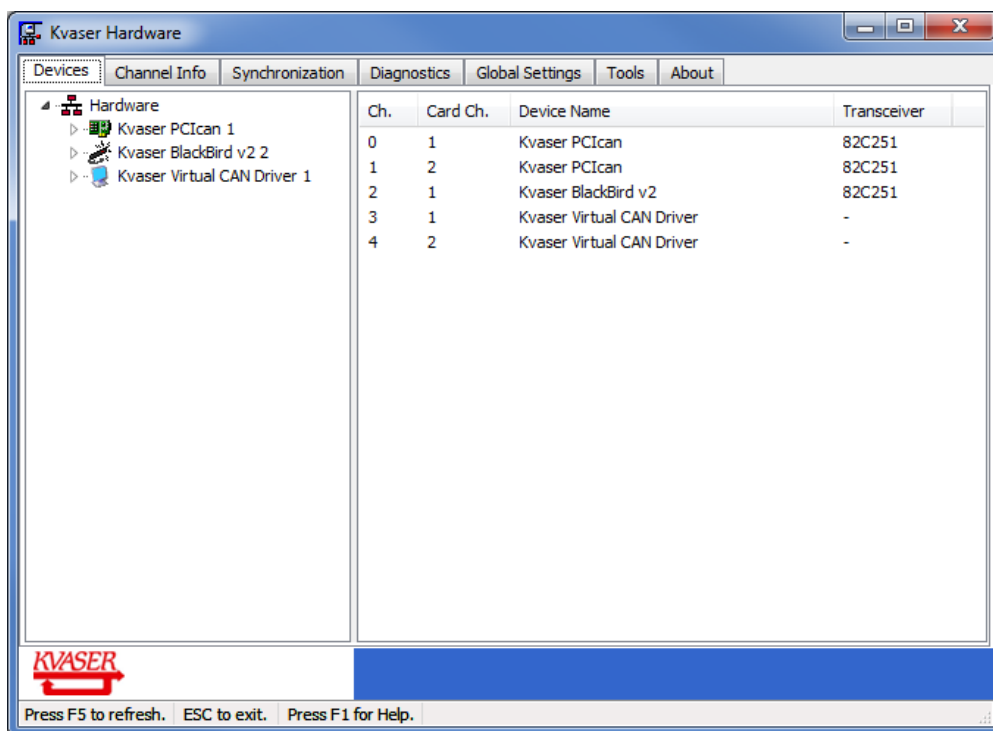 Kvaser Hardware
Devices Channel Info Synchronization Diagnostics Global Settings Tools About
Hardware
Kvaser PCIcan 1
Kvaser BlackBird v2 2
Kvaser Virtual CAN Driver 1
Ch. Card Ch. Device Name Transceiver
0 1 Kvaser PCIcan 82C251
1 2 Kvaser PCIcan 82C251
2 1 Kvaser BlackBird v2 82C251
3 1 Kvaser Virtual CAN Driver -
4 2 Kvaser Virtual CAN Driver -
KVASER
Press F5 to refresh. ESC to exit. Press F1 for Help.